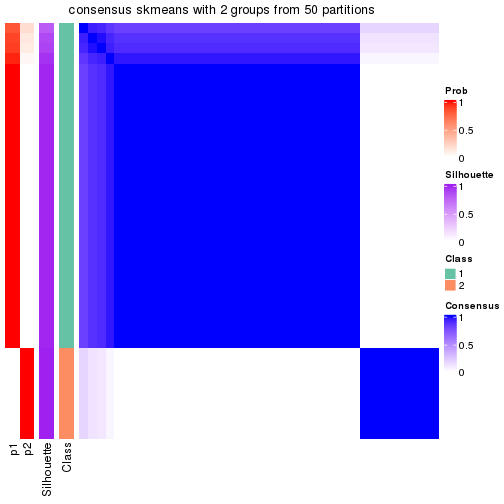 consensus skmeans with 2 groups from 50 partitions
Prob
1
0.5
0
Silhouette
1
0.5
0
Class
1
2
Consensus
1
0.5
0
p1
p2
Silhouette
Class